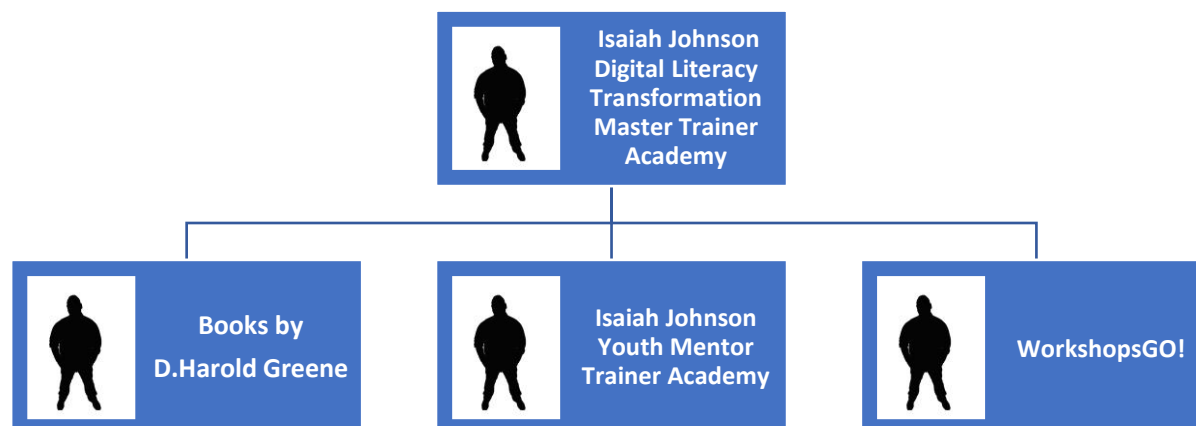 Isaiah Johnson
Digital Literacy
Transformation
Master Trainer
Academy
Books by
D.Harold Greene
Isaiah Johnson
Youth Mentor
Trainer Academy
WorkshopsGO!